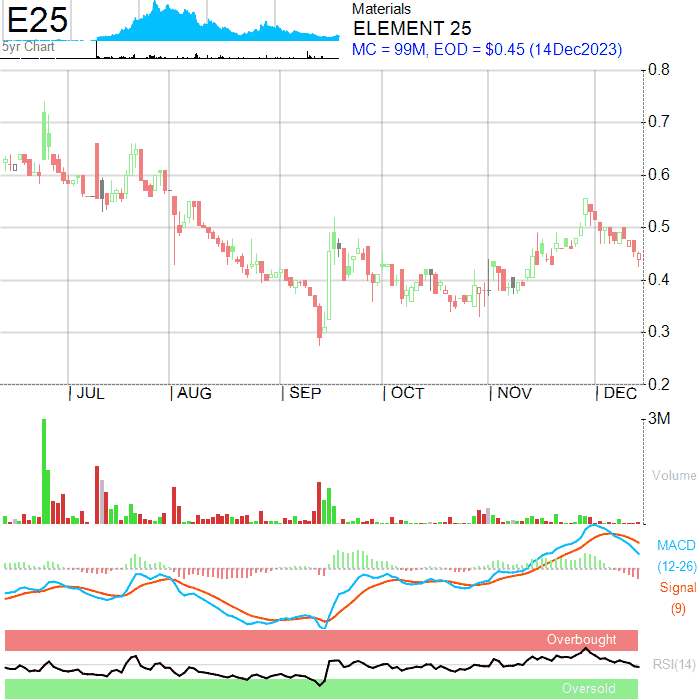 E25
5yr Chart
Materials
ELEMENT 25
MC = 99M, EOD = $0.45 (14Dec2023)
0.8
0.7
0.6
0.5
0.4
0.3
0.2
JUL AUG SEP OCT NOV DEC
3M
Volume
MACD
(12-26)
Signal
(9)
Overbought
RSI(14)
Oversold